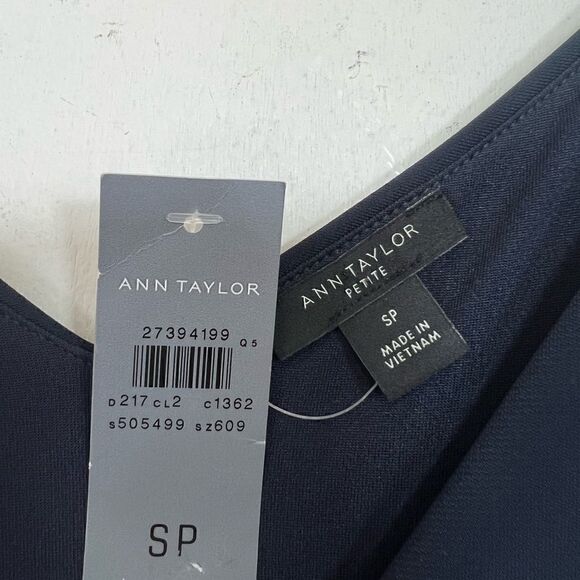 ANN TAYLOR
27394199 Q5
D217 CL2 C1362
S505499 SZ609
SP
ANN TAYLOR
PETITE
SP
MADE IN
VIETNAM